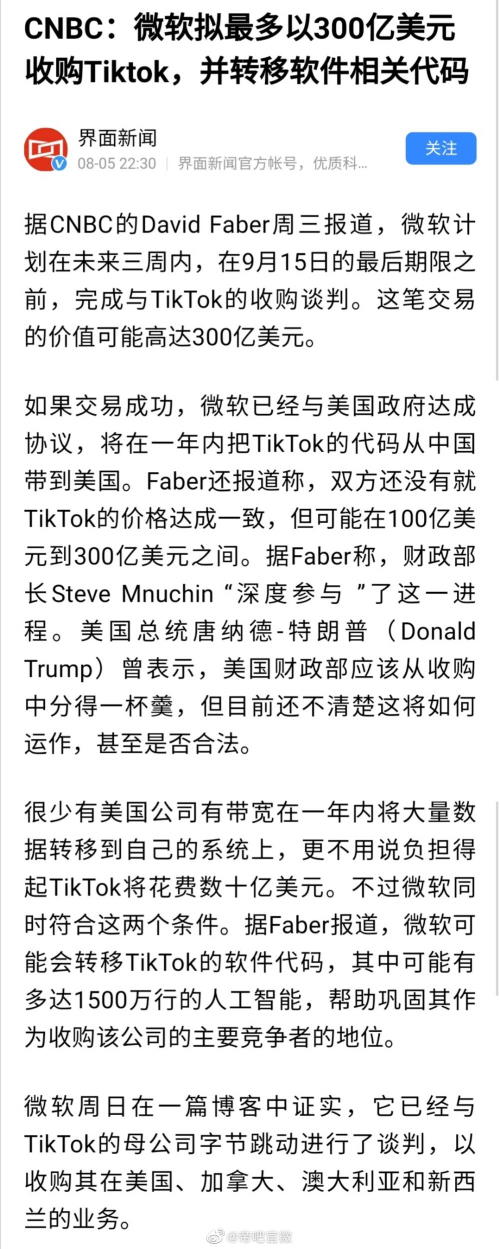 CNBC：微软拟最多以300亿美元
收购Tiktok，并转移软件相关代码
界面新闻
08-05 22:30 | 界面新闻官方帐号，优质科...
关注
据CNBC的David Faber周三报道，微软计
划在未来三周内，在9月15日的最后期限之
前，完成与TikTok的收购谈判。这笔交易
的价值可能高达300亿美元。
如果交易成功，微软已经与美国政府达成
协议，将在一年内把TikTok的代码从中国
带到美国。Faber还报道称，双方还没有就
TikTok的价格达成一致，但可能在100亿美
元到300亿美元之间。据Faber称，财政部
长Steve Mnuchin “深度参与 ”了这一进
程。美国总统唐纳德-特朗普（Donald
Trump）曾表示，美国财政部应该从收购
中分得一杯羹，但目前还不清楚这将如何
运作，甚至是否合法。
很少有美国公司有带宽在一年内将大量数
据转移到自己的系统上，更不用说负担得
起TikTok将花费数十亿美元。不过微软同
时符合这两个条件。据Faber报道，微软可
能会转移TikTok的软件代码，其中可能有
多达1500万行的人工智能，帮助巩固其作
为收购该公司的主要竞争者的地位。
微软周日在一篇博客中证实，它已经与
TikTok的母公司字节跳动进行了谈判，以
收购其在美国、加拿大、澳大利亚和新西
兰的业务。
@帝吧官微